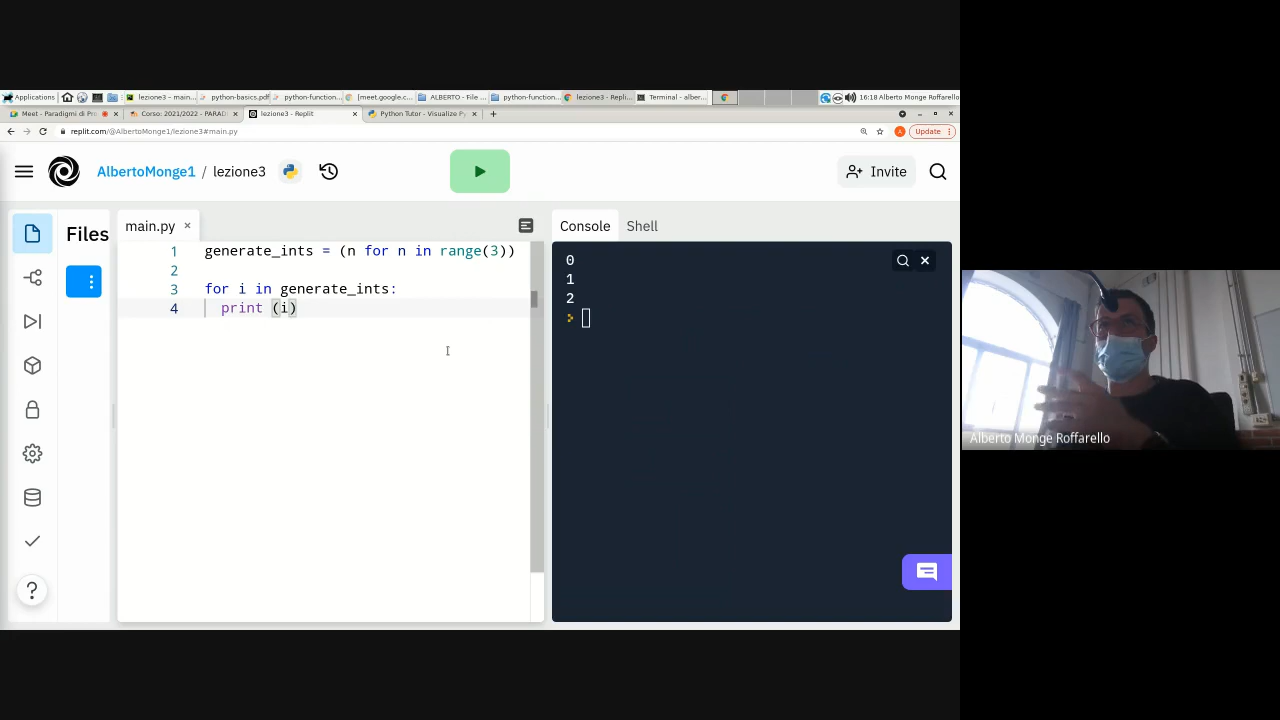 Applications
lezione3 – main...
python-basics.pdf
python-function...
[meet.google.c...
ALBERTO - File ...
python-function...
lezione3 - Repli...
Terminal - alber...
16:18 Alberto Monge Roffarello
Meet - Paradigmi di Pr
Corso: 2021/2022 - PARAD
lezione3 - Replit
Python Tutor - Visualize P
replit.com/@AlbertoMonge1/lezione3#main.py
Update
AlbertoMonge1 / lezione3
Invite
Files
main.py
Console
Shell
1 generate_ints = (n for n in range(3))
2
3 for i in generate_ints:
4 print (i)
0
1
2
?
Alberto Monge Roffarello